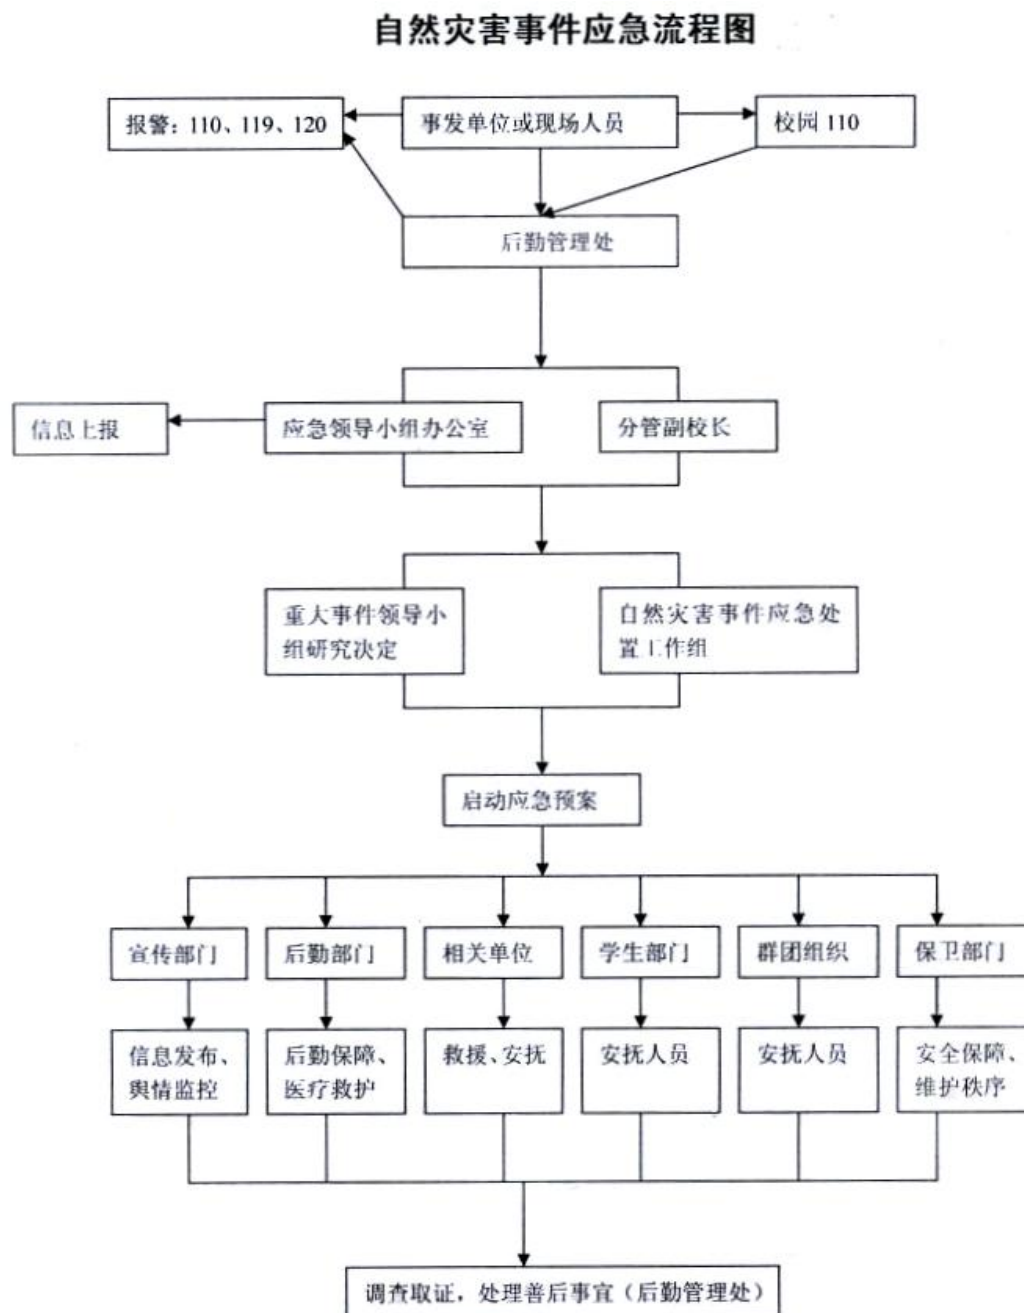 自然灾害事件应急流程图
报警：110、119、120
事发单位或现场人员
校园 110
后勤管理处
信息上报
应急领导小组办公室
分管副校长
重大事件领导小
组研究决定
自然灾害事件应急处
置工作组
启动应急预案
宣传部门
后勤部门
相关单位
学生部门
群团组织
保卫部门
信息发布、
舆情监控
后勤保障、
医疗救护
救援、安抚
安抚人员
安抚人员
安全保障、
维护秩序
调查取证，处理善后事宜（后勤管理处）